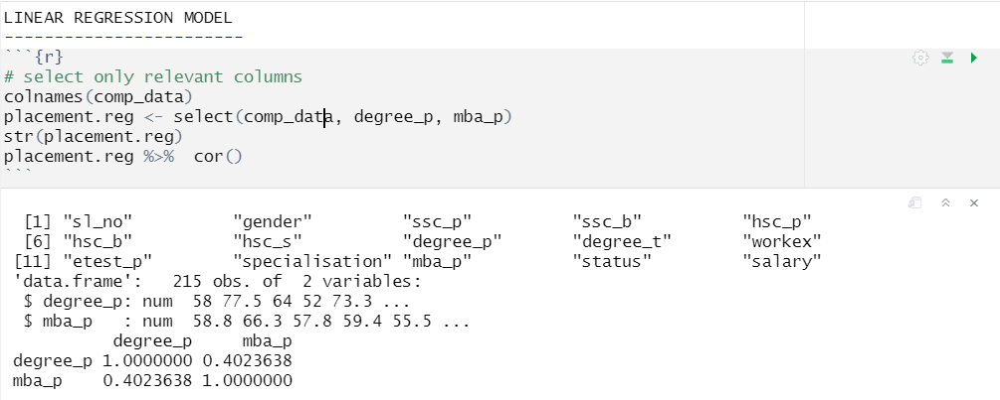 LINEAR REGRESSION MODEL
------------------------
```{r}
# select only relevant columns
colnames(comp_data)
placement.reg <- select(comp_data, degree_p, mba_p)
str(placement.reg)
placement.reg %>%  cor()
```
[1] "sl_no"          "gender"         "ssc_p"          "ssc_b"          "hsc_p"
[6] "hsc_b"          "hsc_s"          "degree_p"       "degree_t"       "workex"
[11] "etest_p"        "specialisation" "mba_p"          "status"         "salary"
'data.frame':   215 obs. of  2 variables:
$ degree_p: num  58 77.5 64 52 73.3 ...
$ mba_p   : num  58.8 66.3 57.8 59.4 55.5 ...
          degree_p     mba_p
degree_p 1.0000000 0.4023638
mba_p    0.4023638 1.0000000